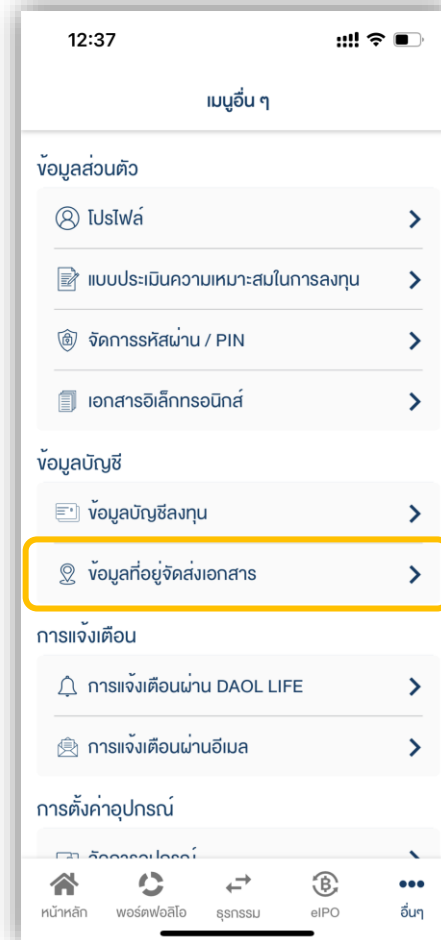 12:37
เมนูอื่น ๆ
ข้อมูลส่วนตัว
โปรไฟล์
แบบประเมินความเหมาะสมในการลงทุน
จัดการรหัสผ่าน / PIN
เอกสารอิเล็กทรอนิกส์
ข้อมูลบัญชี
ข้อมูลบัญชีลงทุน
ข้อมูลที่อยู่จัดส่งเอกสาร
การแจ้งเตือน
การแจ้งเตือนผ่าน DAOL LIFE
การแจ้งเตือนผ่านอีเมล
การตั้งค่าอุปกรณ์
จัดการอุปกรณ์
หน้าหลัก พอร์ตฟอลิโอ ธุรกรรม eIPO อื่นๆ